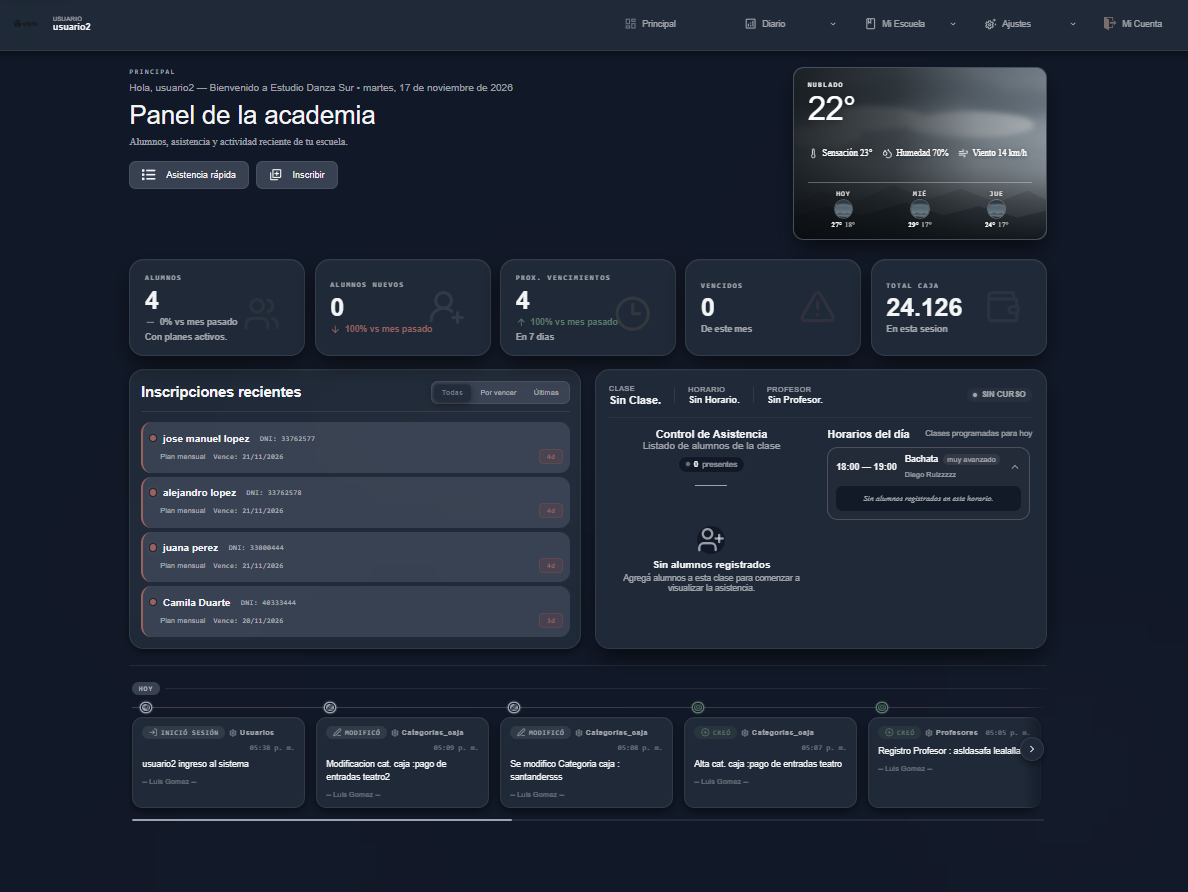 USUARIO
usuario2
Principal
Diario
Mi Escuela
Ajustes
Mi Cuenta
PRINCIPAL
Hola, usuario2 — Bienvenido a Estudio Danza Sur • martes, 17 de noviembre de 2026
Panel de la academia
Alumnos, asistencia y actividad reciente de tu escuela.
Asistencia rápida
Inscribir
NUBLADO
22°
Sensación 23°
Humedad 70%
Viento 14 km/h
HOY
MIÉ
JUE
27° 18°
29° 17°
24° 17°
ALUMNOS
4
— 0% vs mes pasado
Con planes activos.
ALUMNOS NUEVOS
0
↓ 100% vs mes pasado
PROX. VENCIMIENTOS
4
↑ 100% vs mes pasado
En 7 dias
VENCIDOS
0
De este mes
TOTAL CAJA
24.126
En esta sesion
Inscripciones recientes
Todas
Por vencer
Últimas
jose manuel lopez DNI: 33762577
Plan mensual Vence: 21/11/2026
4d
alejandro lopez DNI: 33762578
Plan mensual Vence: 21/11/2026
4d
juana perez DNI: 33000444
Plan mensual Vence: 21/11/2026
4d
Camila Duarte DNI: 40333444
Plan mensual Vence: 20/11/2026
3d
CLASE
Sin Clase.
HORARIO
Sin Horario.
PROFESOR
Sin Profesor.
SIN CURSO
Control de Asistencia
Listado de alumnos de la clase
0 presentes
Sin alumnos registrados
Agregá alumnos a esta clase para comenzar a
visualizar la asistencia.
Horarios del día
Clases programadas para hoy
18:00 — 19:00
Bachata muy avanzado
Diego Ruizzzzz
Sin alumnos registrados en este horario.
HOY
INICIÓ SESIÓN Usuarios
05:38 p. m.
usuario2 ingreso al sistema
— Luis Gomez —
MODIFICÓ Categorias_caja
05:09 p. m.
Modificacion cat. caja :pago de
entradas teatro2
— Luis Gomez —
MODIFICÓ Categorias_caja
05:08 p. m.
Se modifico Categoria caja :
santandersss
— Luis Gomez —
CREÓ Categorias_caja
05:07 p. m.
Alta cat. caja :pago de entradas teatro
— Luis Gomez —
CREÓ Profesores 05:05 p. m.
Registro Profesor : asldasafa lealalla
— Luis Gomez —